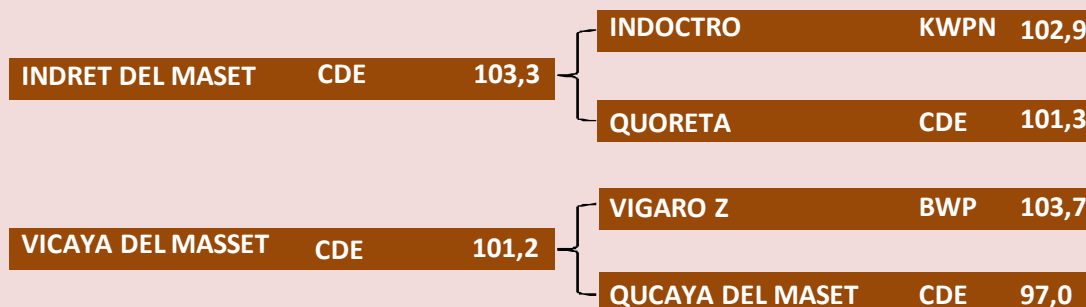 INDOCTRO KWPN 102,9
INDRET DEL MASET CDE 103,3
QUORETA CDE 101,3
VIGARO Z BWP 103,7
VICAYA DEL MASSET CDE 101,2
QUCAYA DEL MASET CDE 97,0